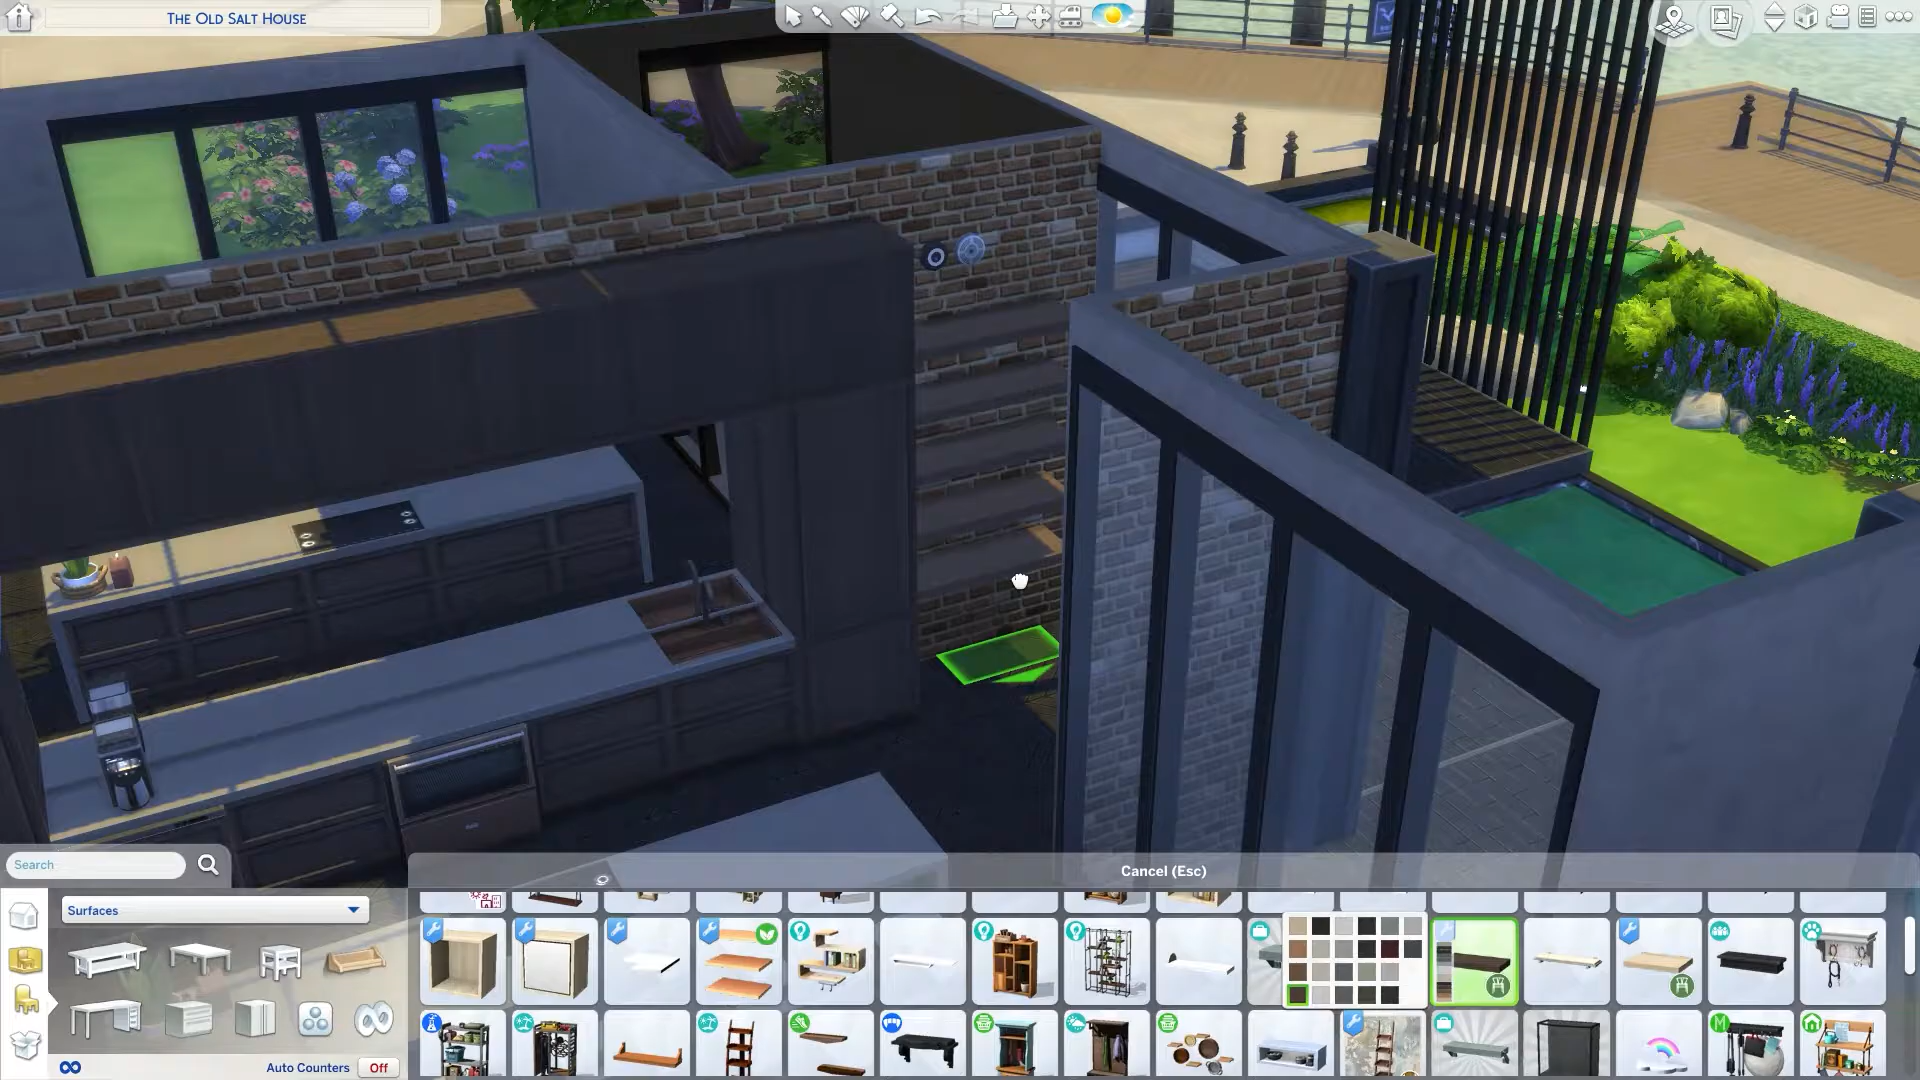 The Old Salt House
Cancel (Esc)
Search
Surfaces
Auto Counters
Off